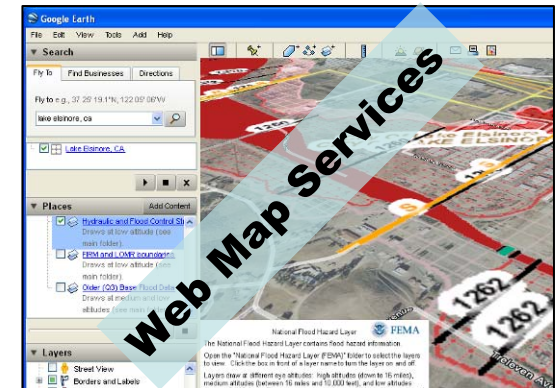 Google Earth
File Edit View Tools Add Help
Search
Fly To Find Businesses Directions
Fly to e.g., 37 25' 19.1"N, 122 05' 06"W
lake elsinore, ca
Lake Elsinore, CA
Places Add Content
Hydraulic and Flood Control St
Draws at low altitude (see
main folder).
FIRM and LOMR boundaries
Draws at low altitude (see
main folder).
Older (Q3) Base Flood Data
Draws at medium and low
altitudes (see main folder
Layers
Street View
Borders and Labels
Web Map Services
1260
LAKE ELSINORE
1262
1262
National Flood Hazard Layer FEMA
The National Flood Hazard Layer contains flood hazard information.
Open the "National Flood Hazard Layer (FEMA)" folder to select the layers
to view. Click the box in front of a layer name to turn the layer on and off.
Layers draw at different eye altitudes: high altitudes (down to 16 miles),
medium altitudes (between 16 miles and 10,000 feet), and low altitudes